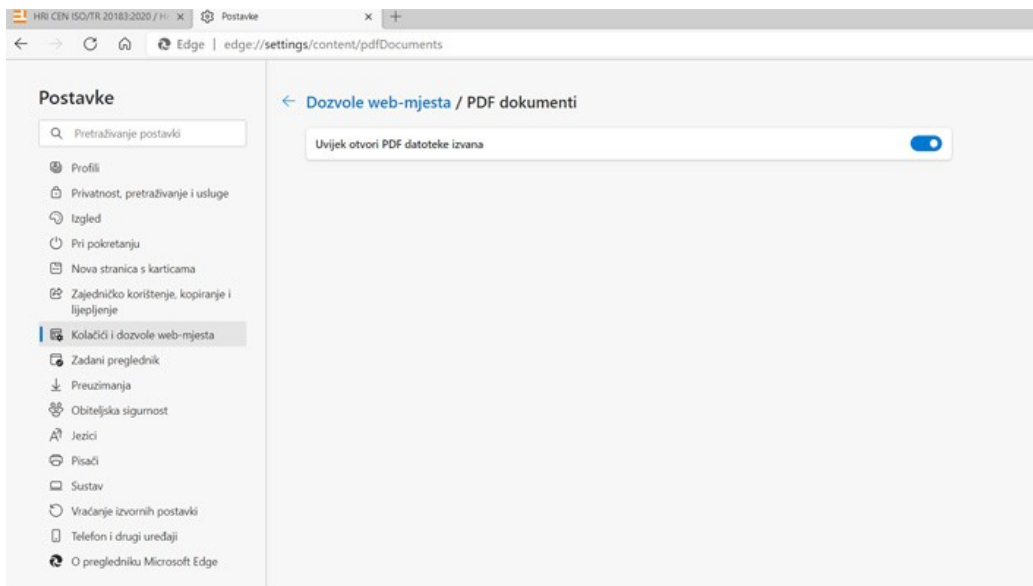 HRI CEN ISO/TR 20183:2020 / H
Postavke
Edge | edge://settings/content/pdfDocuments
Postavke
Pretraživanje postavki
Profili
Privatnost, pretraživanje i usluge
Izgled
Pri pokretanju
Nova stranica s karticama
Zajedničko korištenje, kopiranje i
lijepljenje
Kolačići i dozvole web-mjesta
Zadani preglednik
Preuzimanja
Obiteljska sigurnost
Jezici
Pisači
Sustav
Vraćanje izvornih postavki
Telefon i drugi uređaji
O pregledniku Microsoft Edge
Dozvole web-mjesta / PDF dokumenti
Uvijek otvori PDF datoteke izvana